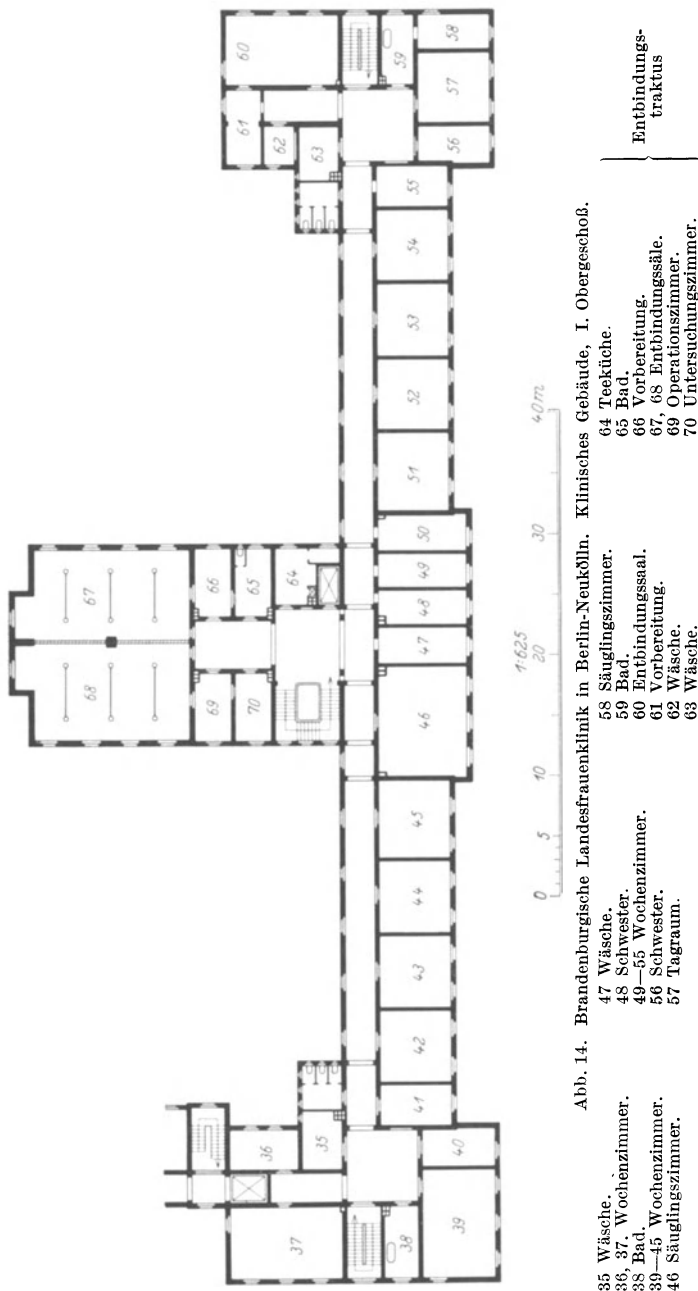 60
61
62
63
59
58
57
56
55
54
53
52
51
50
49
48
47
46
67
68
66
65
64
69
70
45
44
43
42
41
35
36
37
38
39
40
0 5 10 20 30 40 m
1:625
Abb. 14. Brandenburgische Landesfrauenklinik in Berlin-Neukölln. Klinisches Gebäude, I. Obergeschoß.
35 Wäsche.
36, 37. Wochenzimmer.
38 Bad.
39—45 Wochenzimmer.
46 Säuglingszimmer.
47 Wäsche.
48 Schwester.
49—55 Wochenzimmer.
56 Schwester.
57 Tagraum.
58 Säuglingszimmer.
59 Bad.
60 Entbindungssaal.
61 Vorbereitung.
62 Wäsche.
63 Wäsche.
64 Teeküche.
65 Bad.
66 Vorbereitung.
67, 68 Entbindungssäle.
69 Operationszimmer.
70 Untersuchungszimmer.
Entbindungs-
traktus